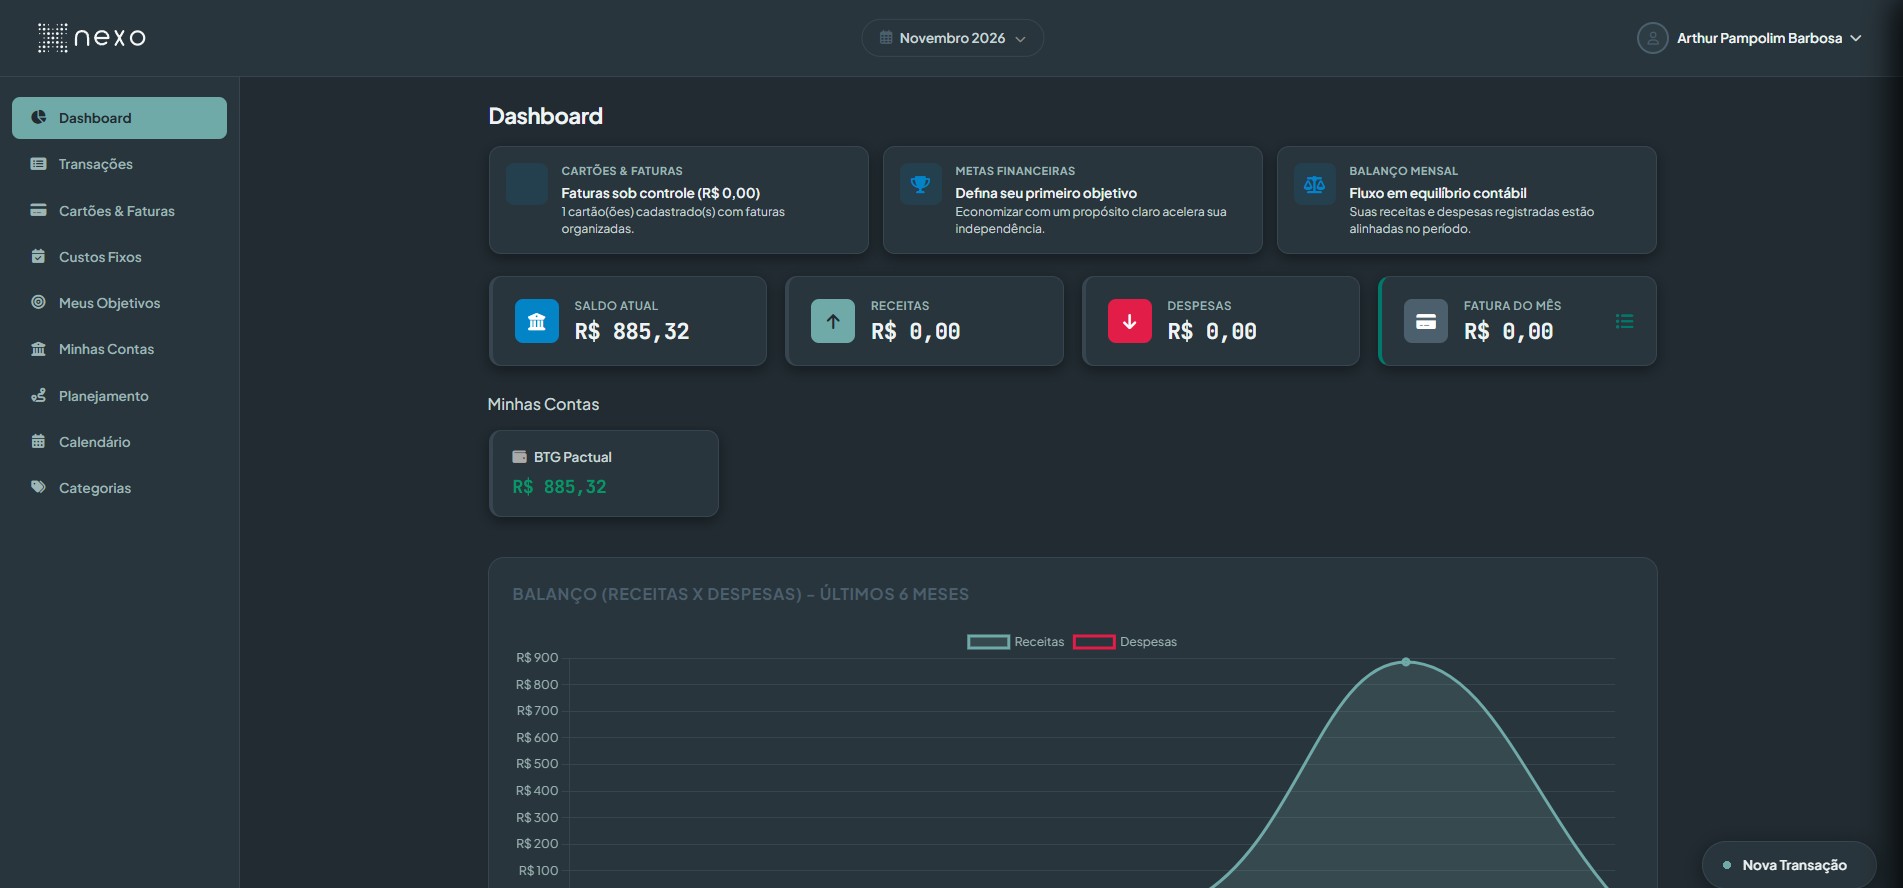 nexo
Novembro 2026
Arthur Pampolim Barbosa
Dashboard
Transações
Cartões & Faturas
Custos Fixos
Meus Objetivos
Minhas Contas
Planejamento
Calendário
Categorias
Dashboard
CARTÕES & FATURAS
Faturas sob controle (R$ 0,00)
1 cartão(ões) cadastrado(s) com faturas
organizadas.
METAS FINANCEIRAS
Defina seu primeiro objetivo
Economizar com um propósito claro acelera sua
independência.
BALANÇO MENSAL
Fluxo em equilíbrio contábil
Suas receitas e despesas registradas estão
alinhadas no período.
SALDO ATUAL
R$ 885,32
RECEITAS
R$ 0,00
DESPESAS
R$ 0,00
FATURA DO MÊS
R$ 0,00
Minhas Contas
BTG Pactual
R$ 885,32
BALANÇO (RECEITAS X DESPESAS) - ÚLTIMOS 6 MESES
Receitas
Despesas
R$ 900
R$ 800
R$ 700
R$ 600
R$ 500
R$ 400
R$ 300
R$ 200
R$ 100
Nova Transação